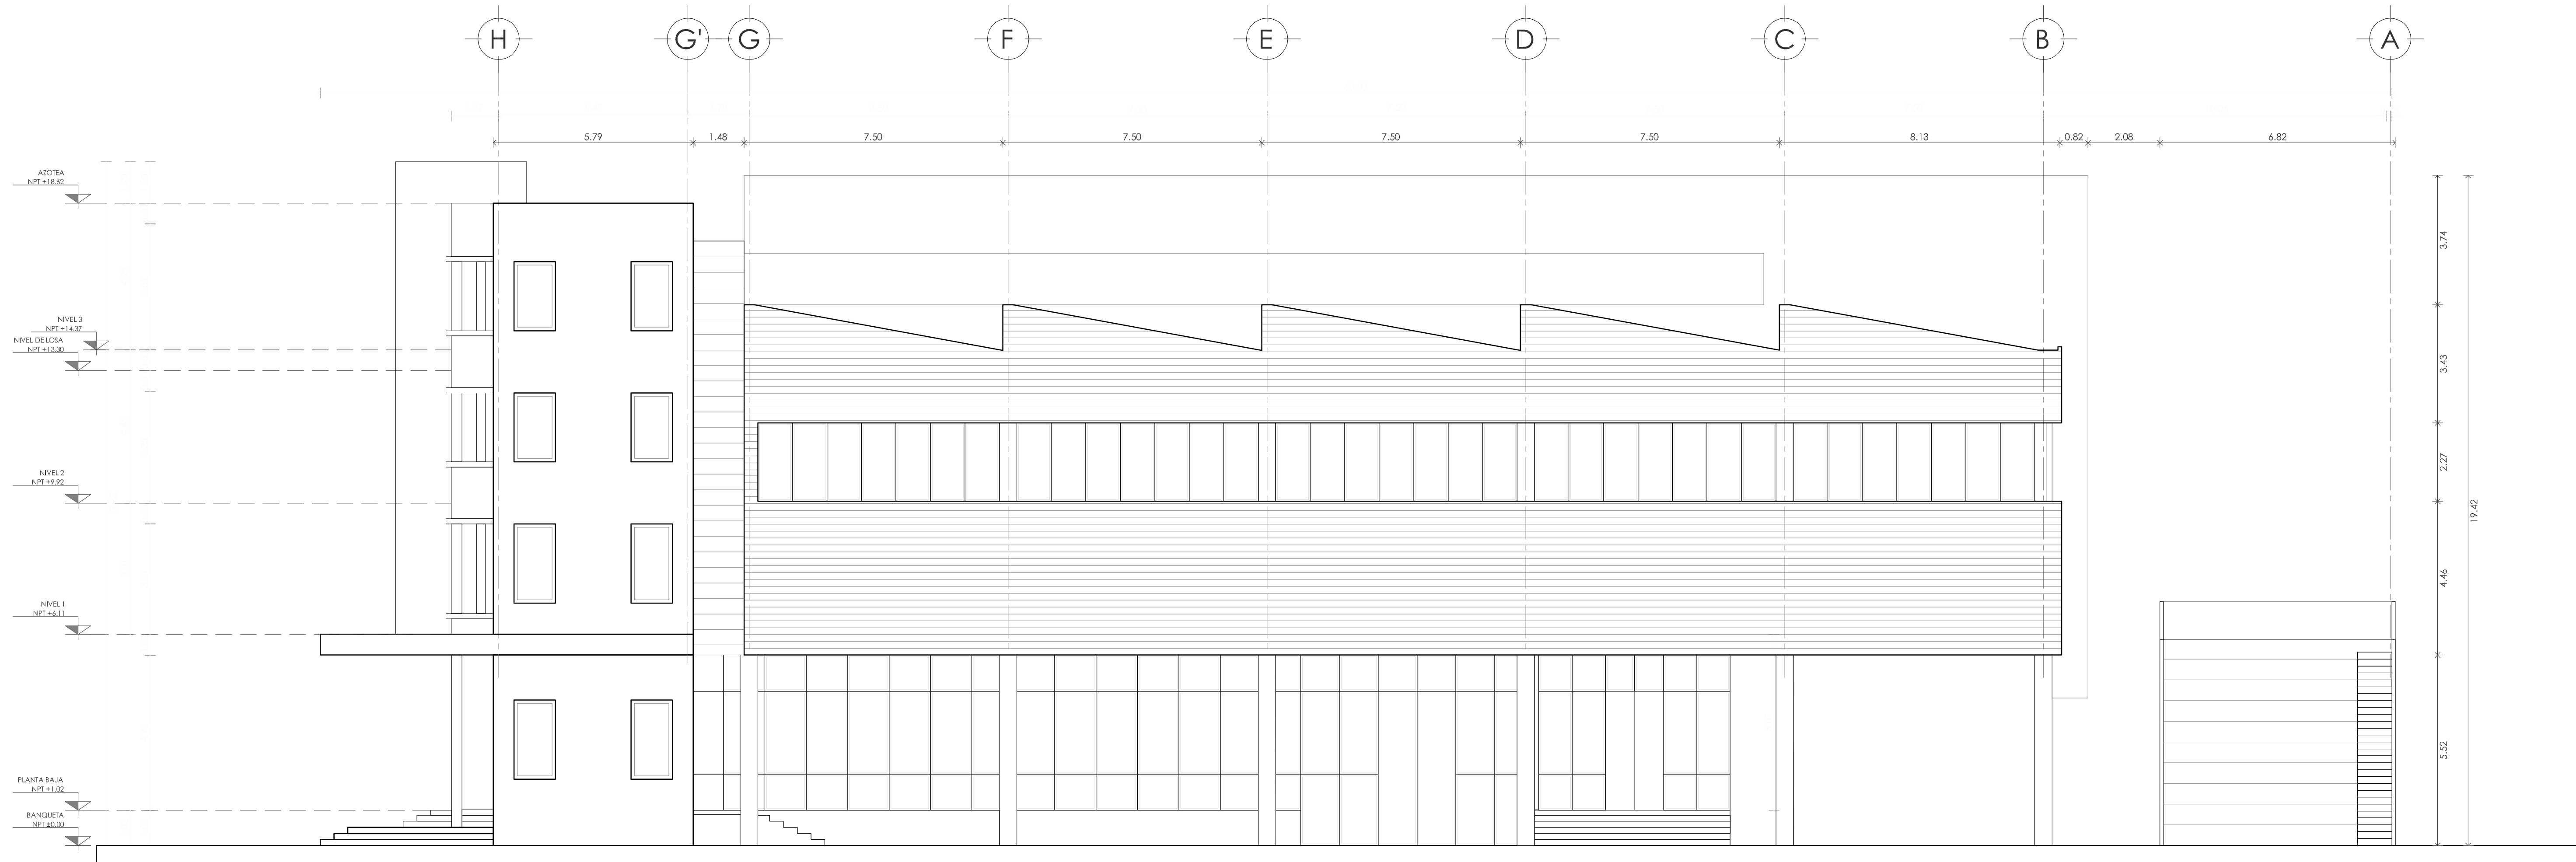 H G' G F E D C B A
5.79 1.48 7.50 7.50 7.50 7.50 8.13 0.82 2.08 6.82
AZOTEA
NPT +18.62
NIVEL 3
NPT +14.37
NIVEL DE LOSA
NPT +13.30
NIVEL 2
NPT +9.92
NIVEL 1
NPT +6.11
PLANTA BAJA
NPT +1.02
BANQUETA
NPT ±0.00
3.74
3.43
2.27
4.46
5.52
19.42